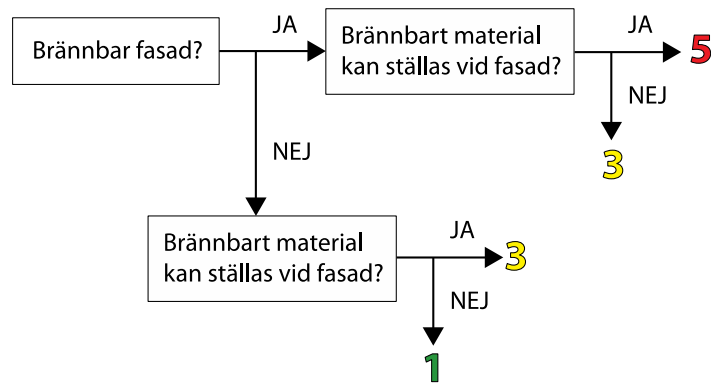 Brännbar fasad?
JA
Brännbart material
kan ställas vid fasad?
JA
5
NEJ
3
NEJ
Brännbart material
kan ställas vid fasad?
JA
3
NEJ
1